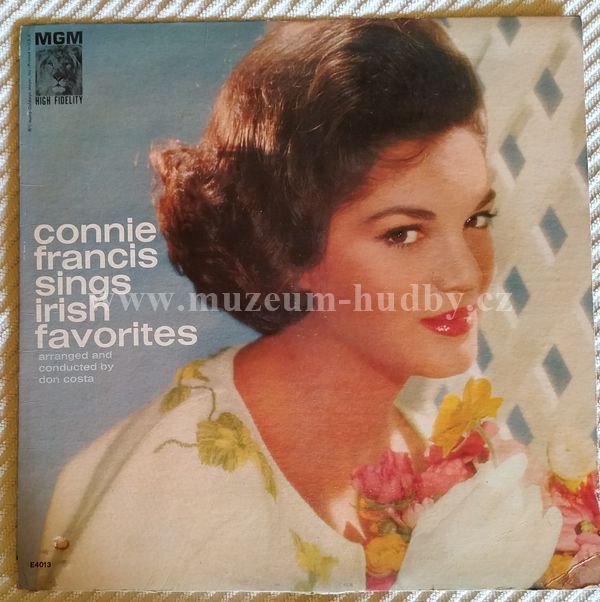 MGM
HIGH FIDELITY
connie
francis
sings
irish
favorites
arranged and
conducted by
don costa
www.muzeum-hudby.cz
E4013